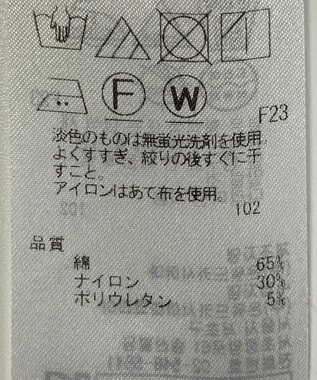 F
W
F23
淡色のものは無蛍光洗剤を使用。
よくすすぎ、絞りの後すぐに干
すこと。
アイロンはあて布を使用。
102
品質
綿 65%
ナイロン 30%
ポリウレタン 5%